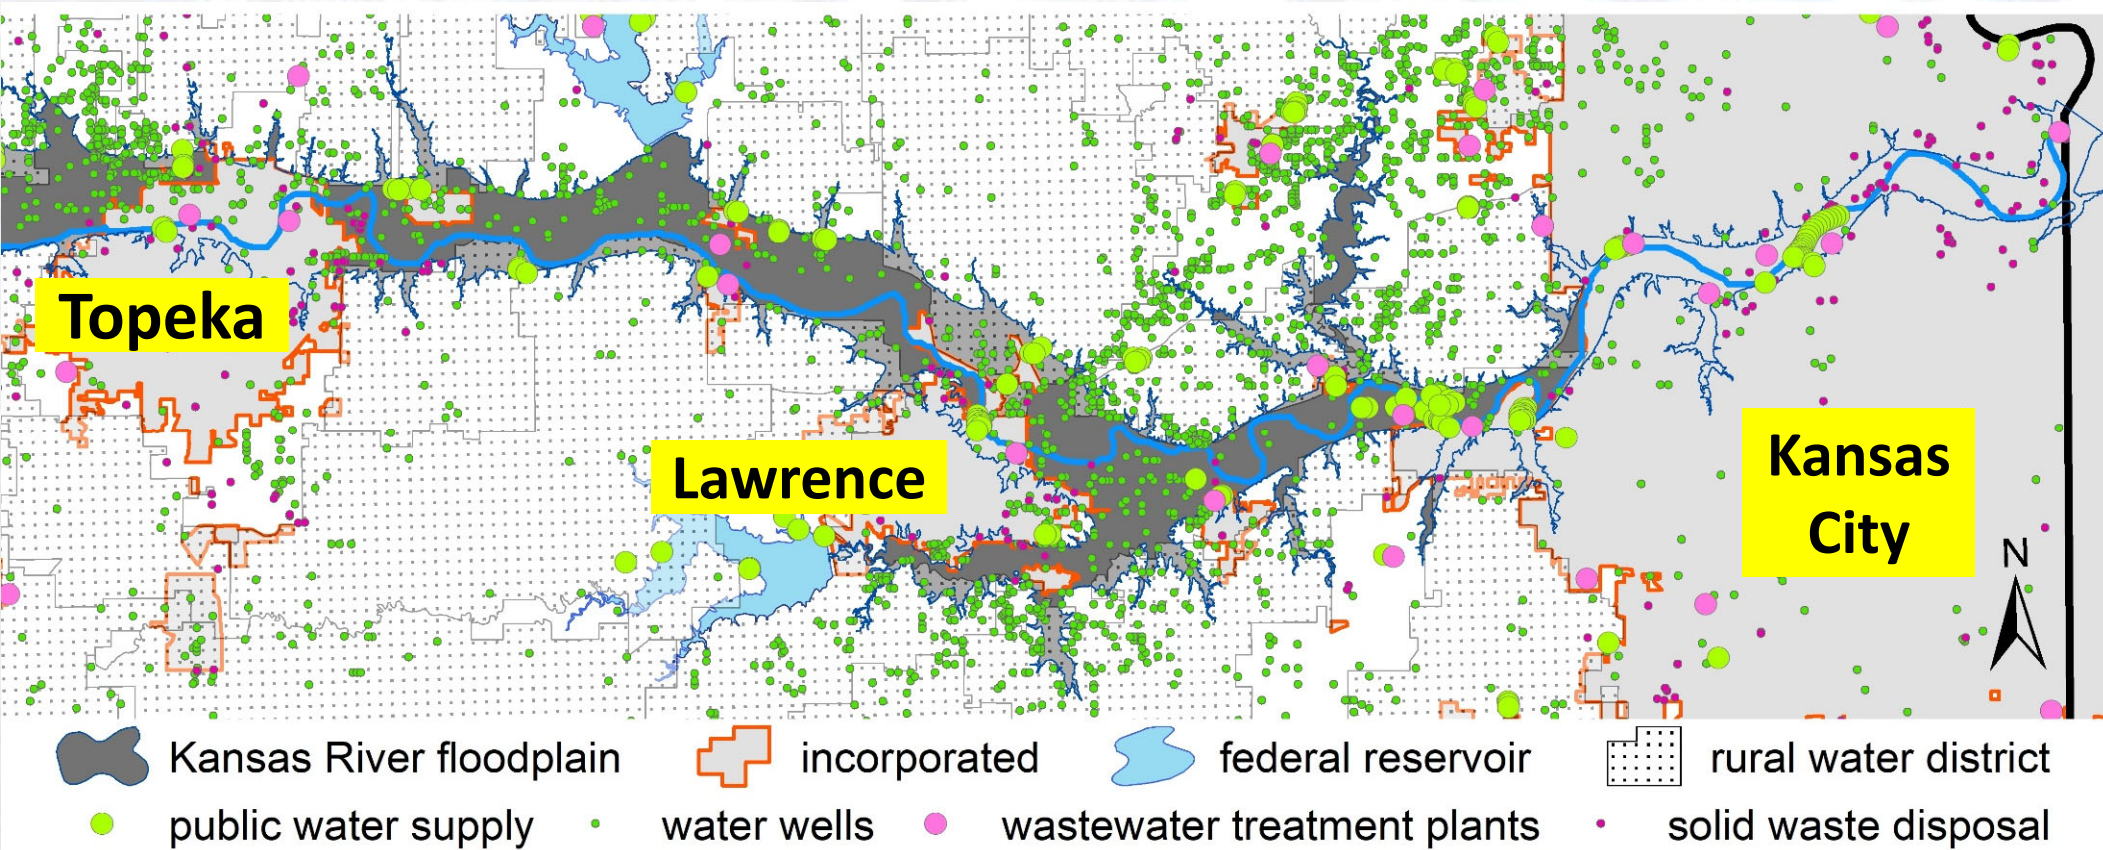 Topeka
Lawrence
Kansas
City
N
Kansas River floodplain
incorporated
federal reservoir
rural water district
public water supply
water wells
wastewater treatment plants
solid waste disposal